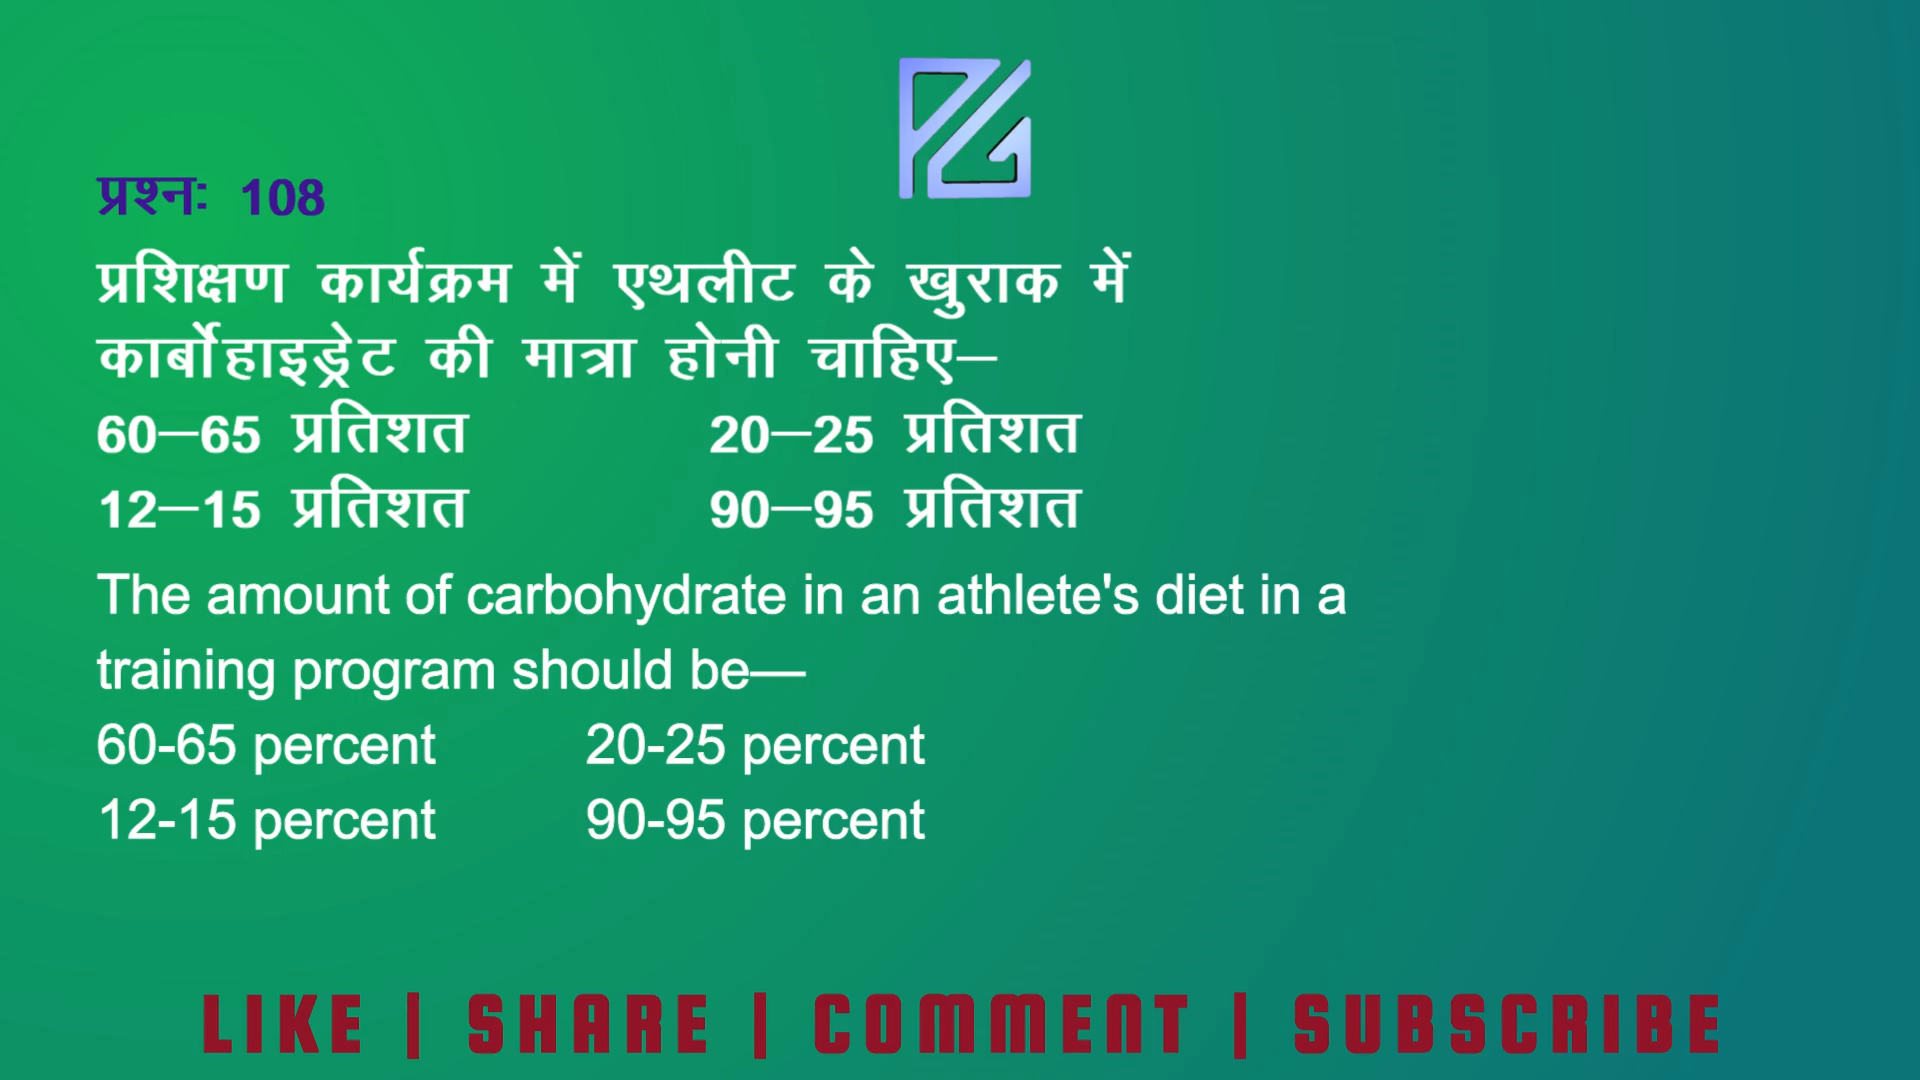 PG
प्रश्नः 108
प्रशिक्षण कार्यक्रम में एथलीट के खुराक में
कार्बोहाइड्रेट की मात्रा होनी चाहिए—
60—65 प्रतिशत 20—25 प्रतिशत
12—15 प्रतिशत 90—95 प्रतिशत
The amount of carbohydrate in an athlete's diet in a
training program should be—
60-65 percent 20-25 percent
12-15 percent 90-95 percent
LIKE | SHARE | COMMENT | SUBSCRIBE